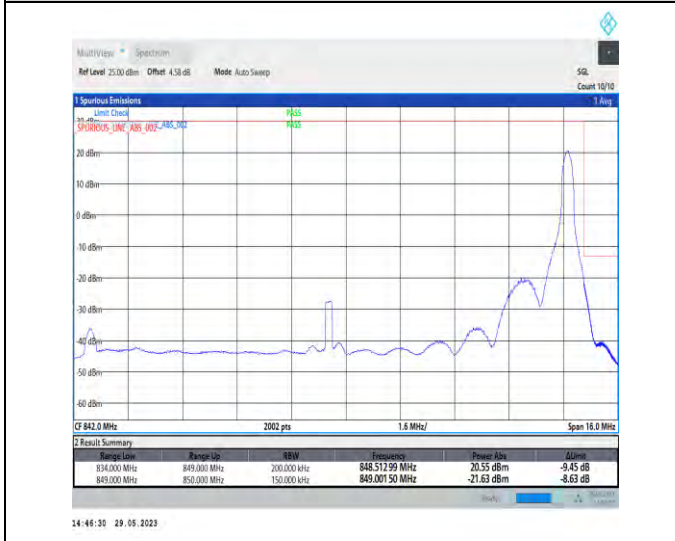 MultiView Spectrum
Ref Level 25.00 dBm Offset 4.58 dB Mode Auto Sweep SGL
Count 10/10
1 Spurious Emissions 1 Avg
Limit Check PASS
30 dBm
_SPURIOUS_LINE_ABS_002 PASS
20 dBm
10 dBm
0 dBm
-10 dBm
-20 dBm
-30 dBm
-40 dBm
-50 dBm
-60 dBm
CF 842.0 MHz 2002 pts 1.6 MHz/ Span 16.0 MHz
2 Result Summary
Range Low Range Up RBW Frequency Power Abs ΔLimit
834.000 MHz 849.000 MHz 200.000 kHz 848.51299 MHz 20.55 dBm -9.45 dB
849.000 MHz 850.000 MHz 150.000 kHz 849.00150 MHz -21.63 dBm -8.63 dB
Ready
14:46:30 29.05.2023